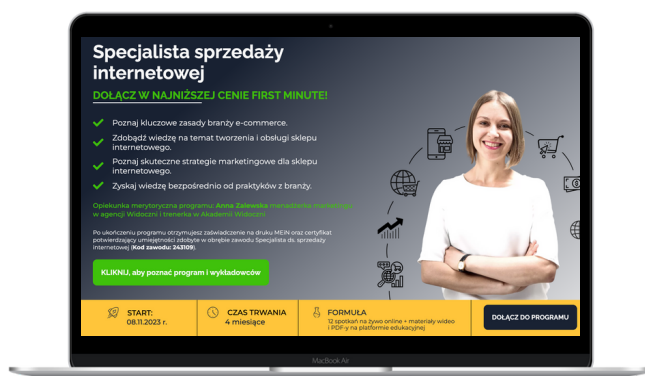 Specjalista sprzedaży
internetowej
DOŁĄCZ W NAJNIŻSZEJ CENIE FIRST MINUTE!
Poznaj kluczowe zasady branży e-commerce.
Zdobądź wiedzę na temat tworzenia i obsługi sklepu
internetowego.
Poznaj skuteczne strategie marketingowe dla sklepu
internetowego.
Zyskaj wiedzę bezpośrednio od praktyków z branży.
Opiekunka merytoryczna programu: Anna Zalewska menadżerka marketingu
w agencji Widoczni i trenerka w Akademii Widoczni
Po ukończeniu programu otrzymujesz zaświadczenie na druku MEiN oraz certyfikat
potwierdzający umiejętności zdobyte w obrębie zawodu Specjalista ds. sprzedaży
internetowej (Kod zawodu: 243109).
KLIKNIJ, aby poznać program i wykładowców
START:
08.11.2023 r.
CZAS TRWANIA
4 miesiące
FORMUŁA
12 spotkań na żywo online + materiały wideo
i PDF-y na platformie edukacyjnej
DOŁĄCZ DO PROGRAMU
MacBook Air